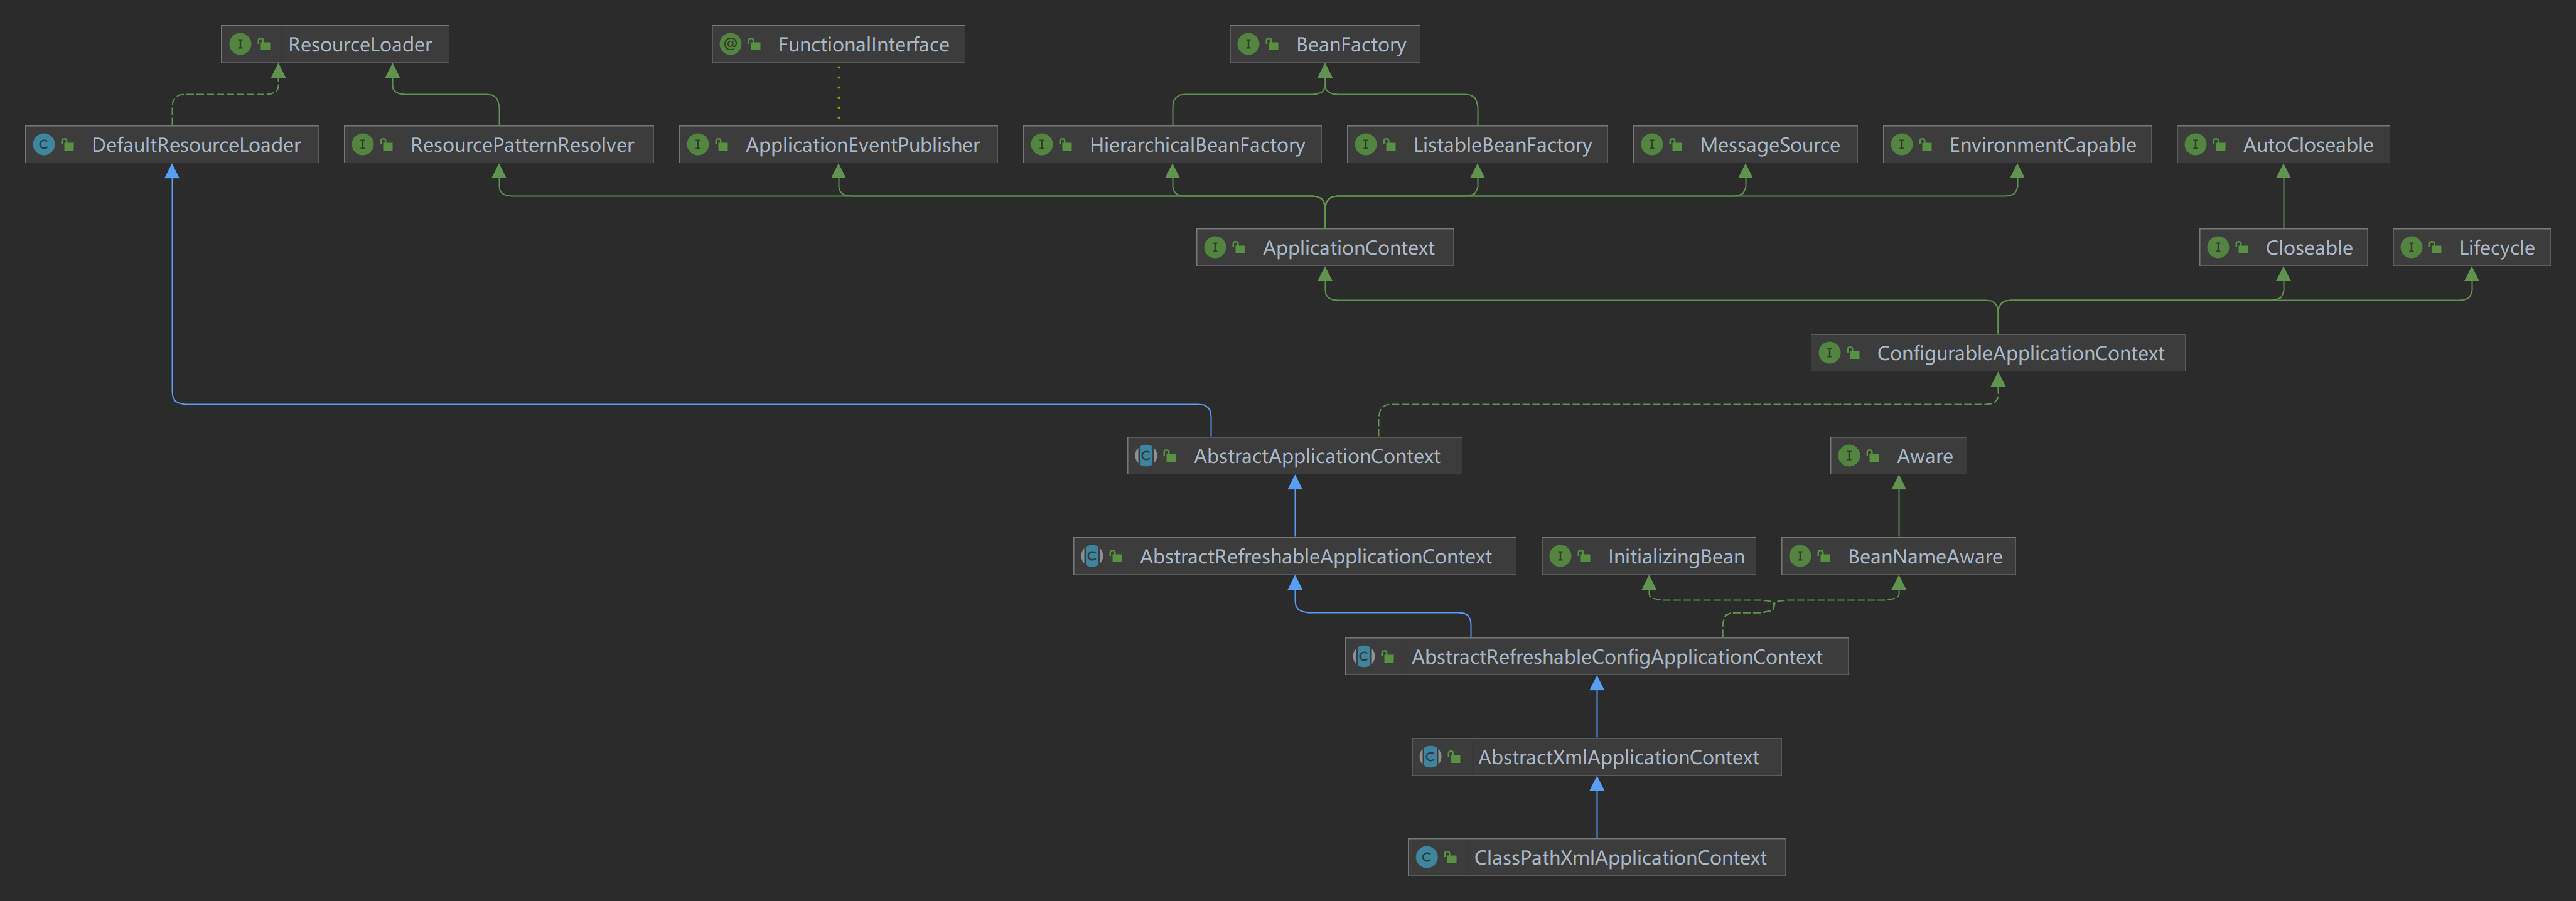 ResourceLoader
FunctionalInterface
BeanFactory
DefaultResourceLoader
ResourcePatternResolver
ApplicationEventPublisher
HierarchicalBeanFactory
ListableBeanFactory
MessageSource
EnvironmentCapable
AutoCloseable
ApplicationContext
Closeable
Lifecycle
ConfigurableApplicationContext
AbstractApplicationContext
Aware
AbstractRefreshableApplicationContext
InitializingBean
BeanNameAware
AbstractRefreshableConfigApplicationContext
AbstractXmlApplicationContext
ClassPathXmlApplicationContext